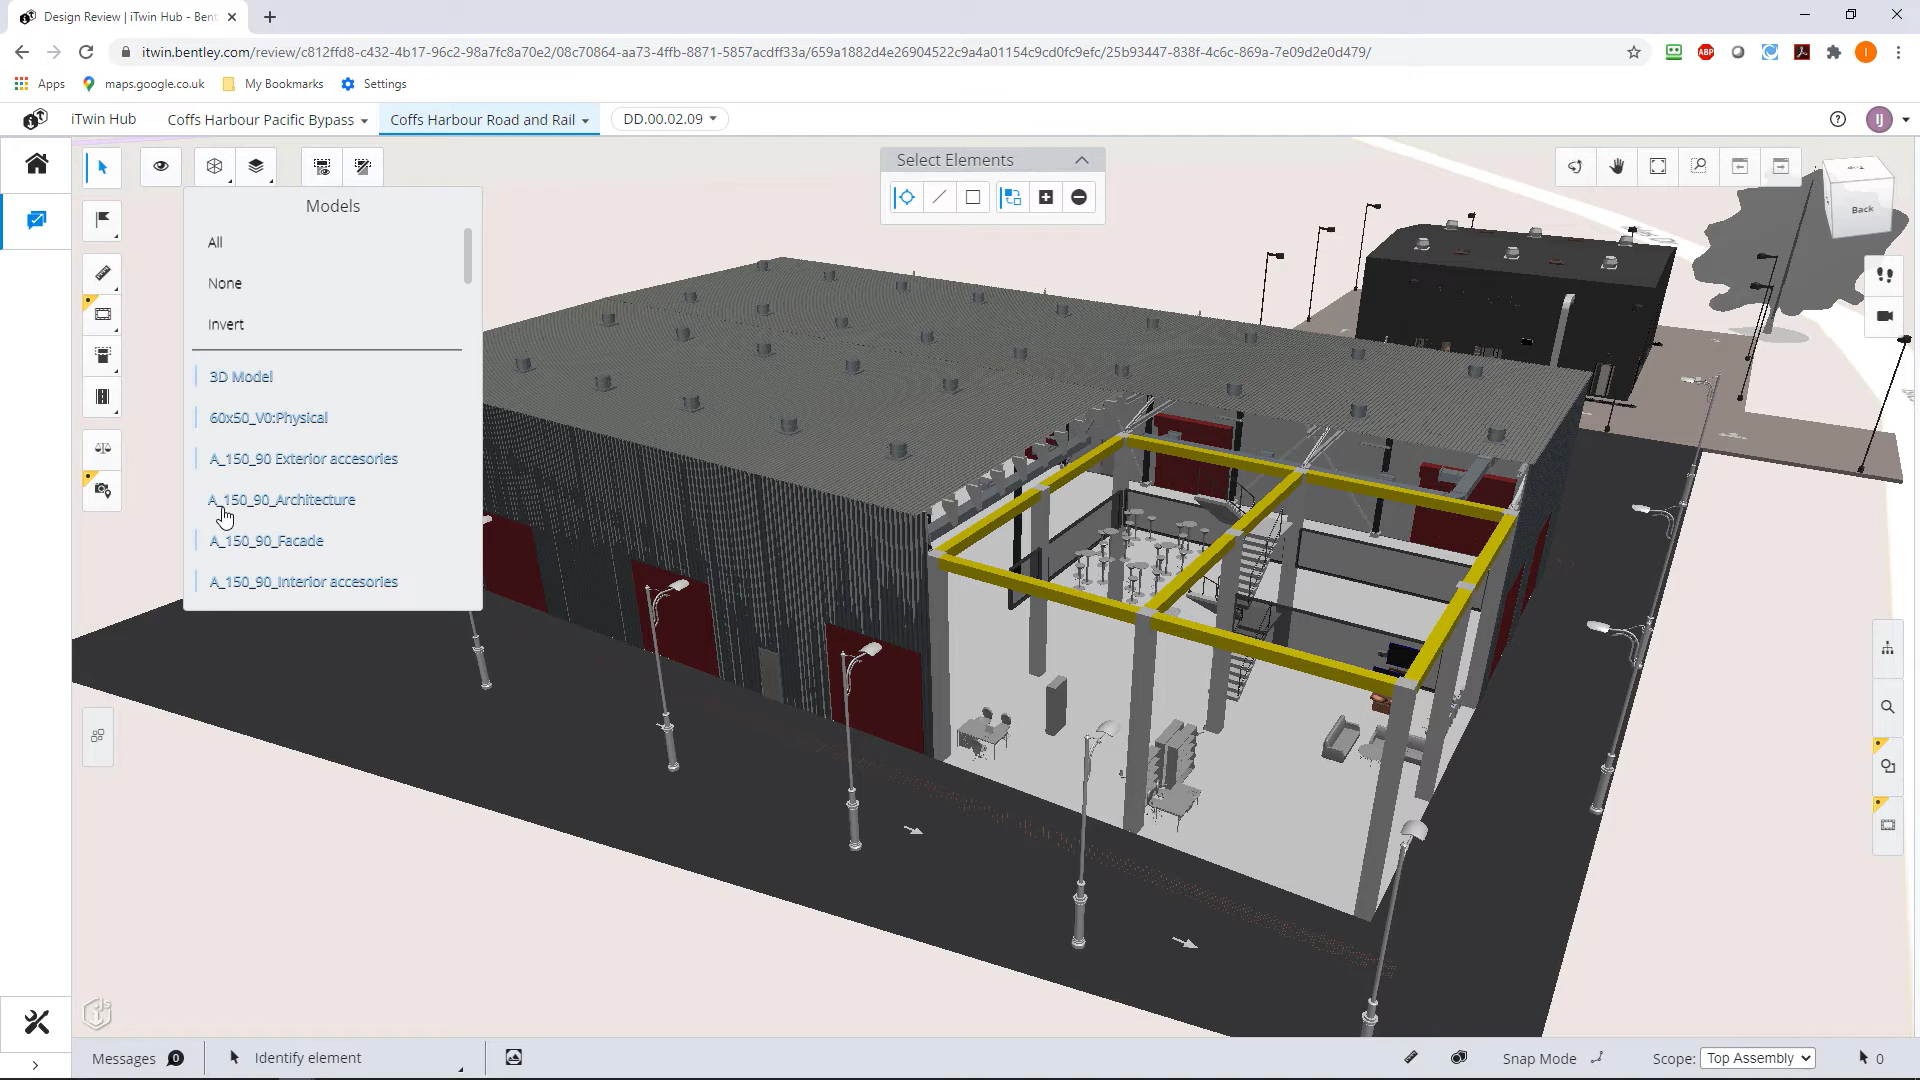 Design Review | iTwin Hub - Bent
itwin.bentley.com/review/c812ffd8-c432-4b17-96c2-98a7fc8a70e2/08c70864-aa73-4ffb-8871-5857acdff33a/659a1882d4e26904522c9a4a01154c9cd0fc9efc/25b93447-838f-4c6c-869a-7e09d2e0d479/
ABP
I
Apps
maps.google.co.uk
My Bookmarks
Settings
iTwin Hub
Coffs Harbour Pacific Bypass
Coffs Harbour Road and Rail
DD.00.02.09
IJ
Select Elements
Back
Models
All
None
Invert
3D Model
60x50_V0:Physical
A_150_90 Exterior accesories
A_150_90_Architecture
A_150_90_Facade
A_150_90_Interior accesories
Messages 0
Identify element
Snap Mode
Scope: Top Assembly
0